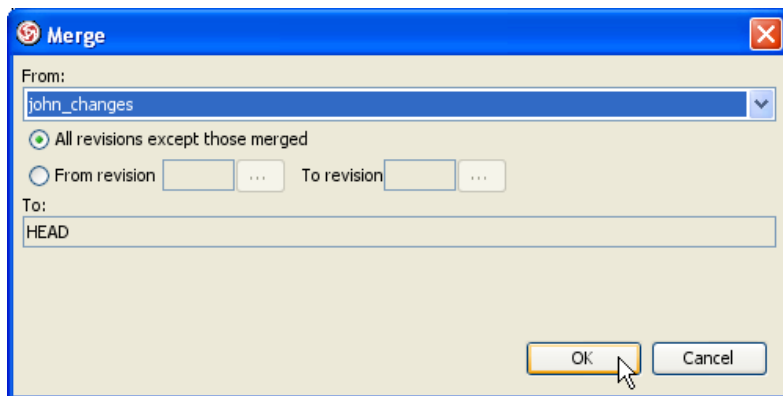 Merge
From:
john_changes
All revisions except those merged
From revision ... To revision ...
To:
HEAD
OK Cancel